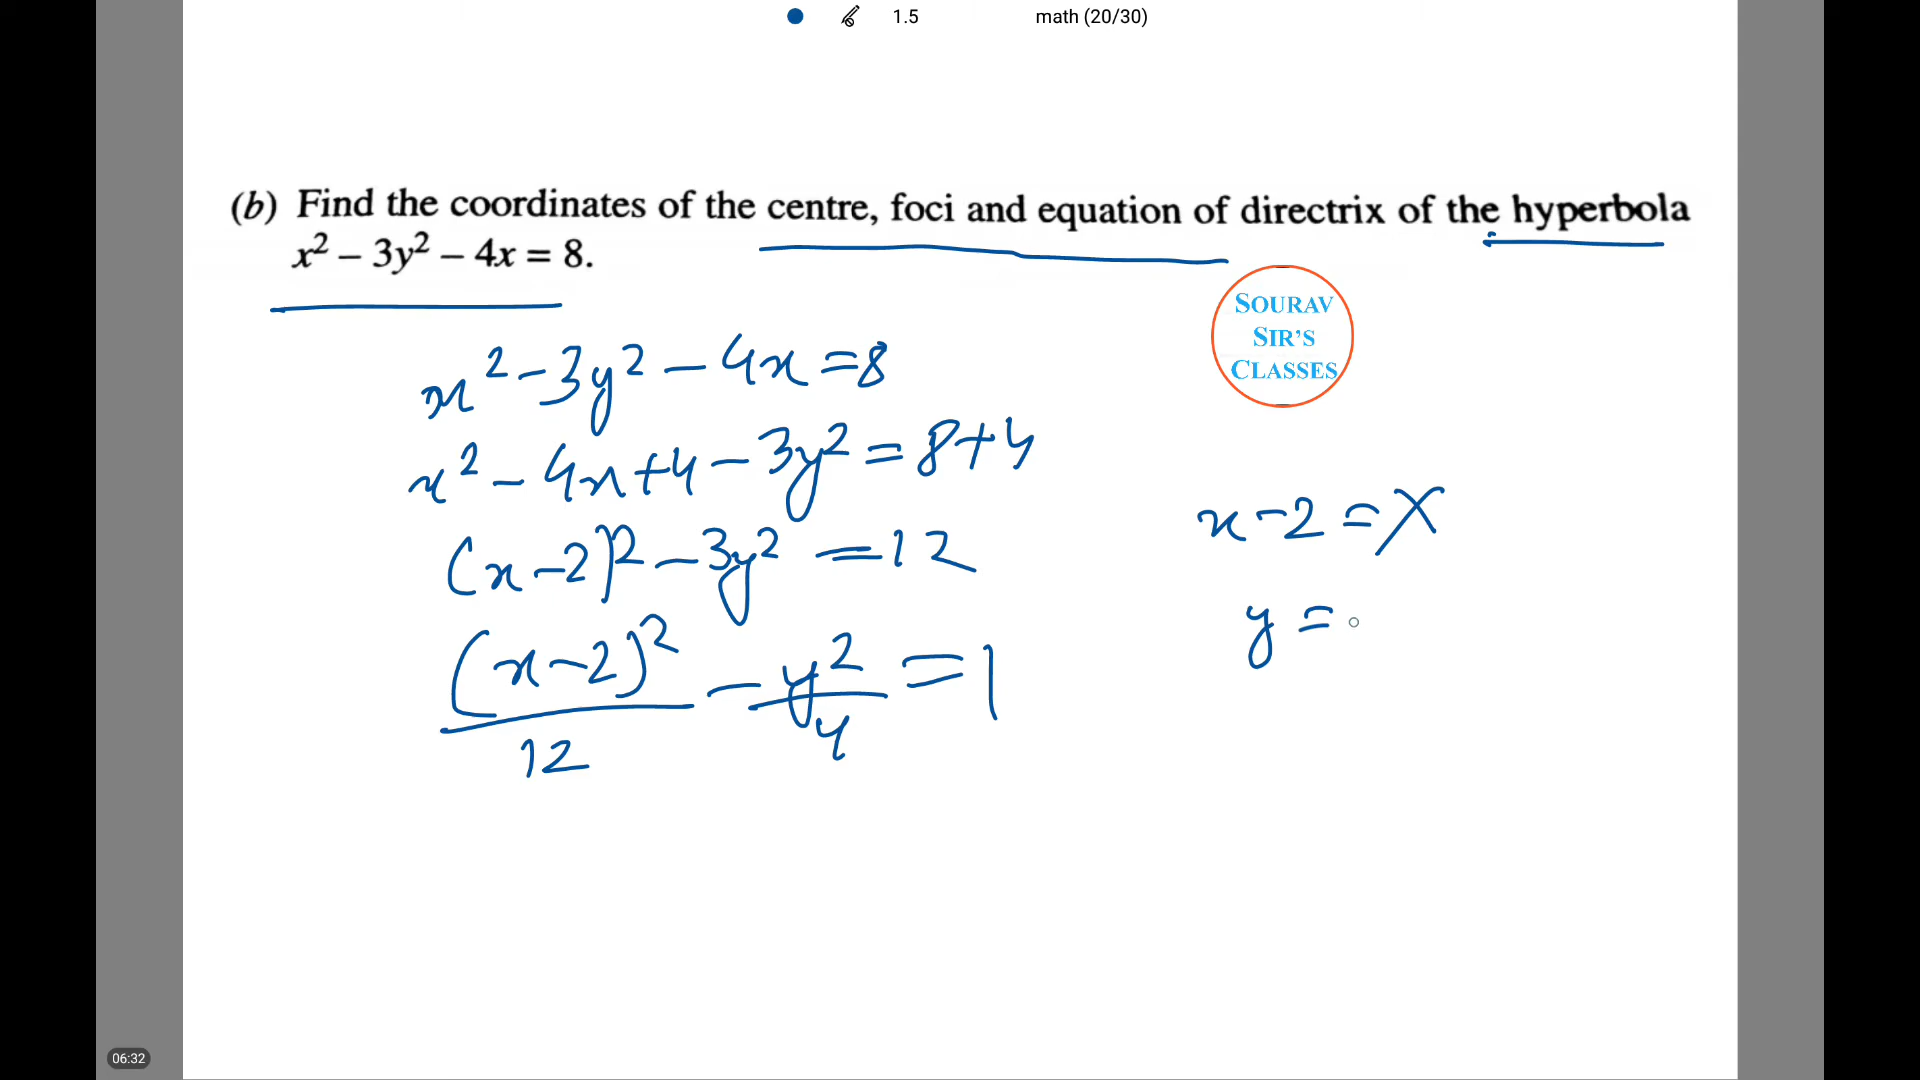 1.5 math (20/30)
(b) Find the coordinates of the centre, foci and equation of directrix of the hyperbola
x² – 3y² – 4x = 8.
SOURAV
SIR'S
CLASSES
x² - 3y² - 4x = 8
x² - 4x + 4 - 3y² = 8 + 4
(x - 2)² - 3y² = 12
(x - 2)²/12 - y²/4 = 1
x - 2 = X
y =
06:32